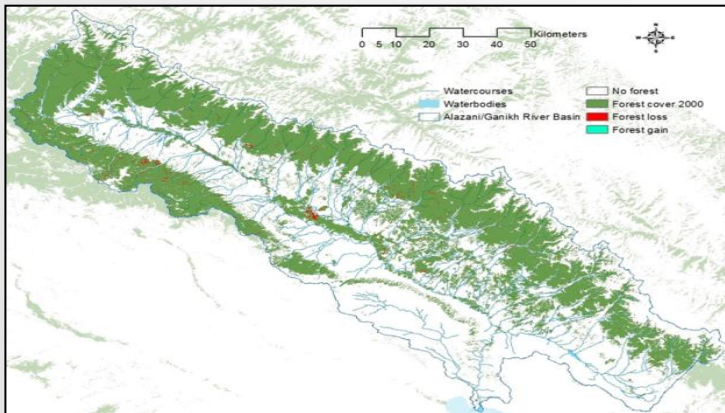 N
W E
S
Kilometers
0 5 10 20 30 40 50
Watercourses
Waterbodies
Alazani/Ganikh River Basin
No forest
Forest cover 2000
Forest loss
Forest gain